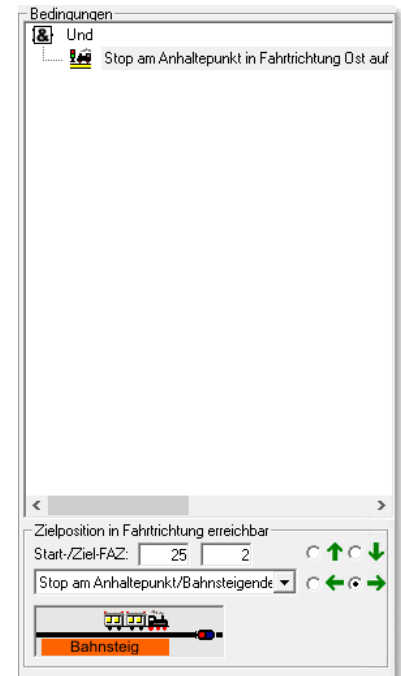 Bedingungen
& Und
Stop am Anhaltepunkt in Fahrtrichtung Ost auf
Zielposition in Fahrtrichtung erreichbar
Start-/Ziel-FAZ: 25 2
Stop am Anhaltepunkt/Bahnsteigende
Bahnsteig